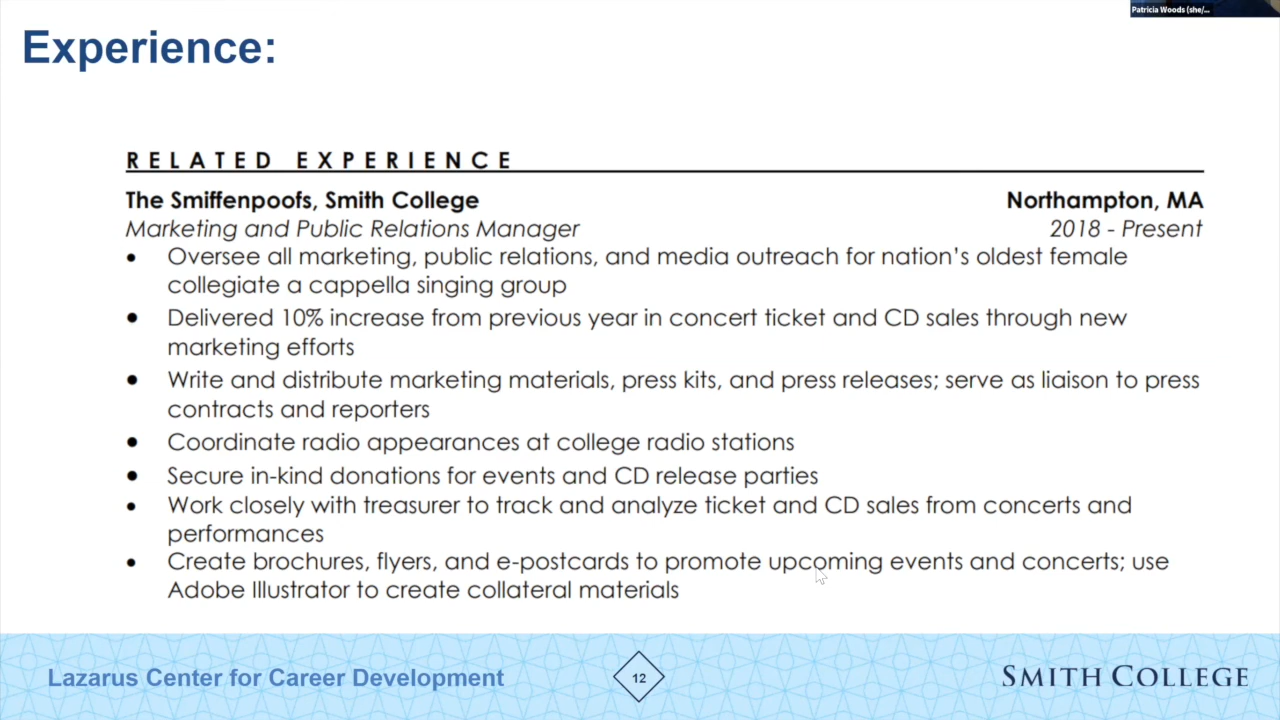 Patricia Woods (she/...
Experience:
RELATED EXPERIENCE
The Smiffenpoofs, Smith College
Northampton, MA
Marketing and Public Relations Manager
2018 - Present
• Oversee all marketing, public relations, and media outreach for nation's oldest female
collegiate a cappella singing group
• Delivered 10% increase from previous year in concert ticket and CD sales through new
marketing efforts
• Write and distribute marketing materials, press kits, and press releases; serve as liaison to press
contracts and reporters
• Coordinate radio appearances at college radio stations
• Secure in-kind donations for events and CD release parties
• Work closely with treasurer to track and analyze ticket and CD sales from concerts and
performances
• Create brochures, flyers, and e-postcards to promote upcoming events and concerts; use
Adobe Illustrator to create collateral materials
Lazarus Center for Career Development
12
SMITH COLLEGE